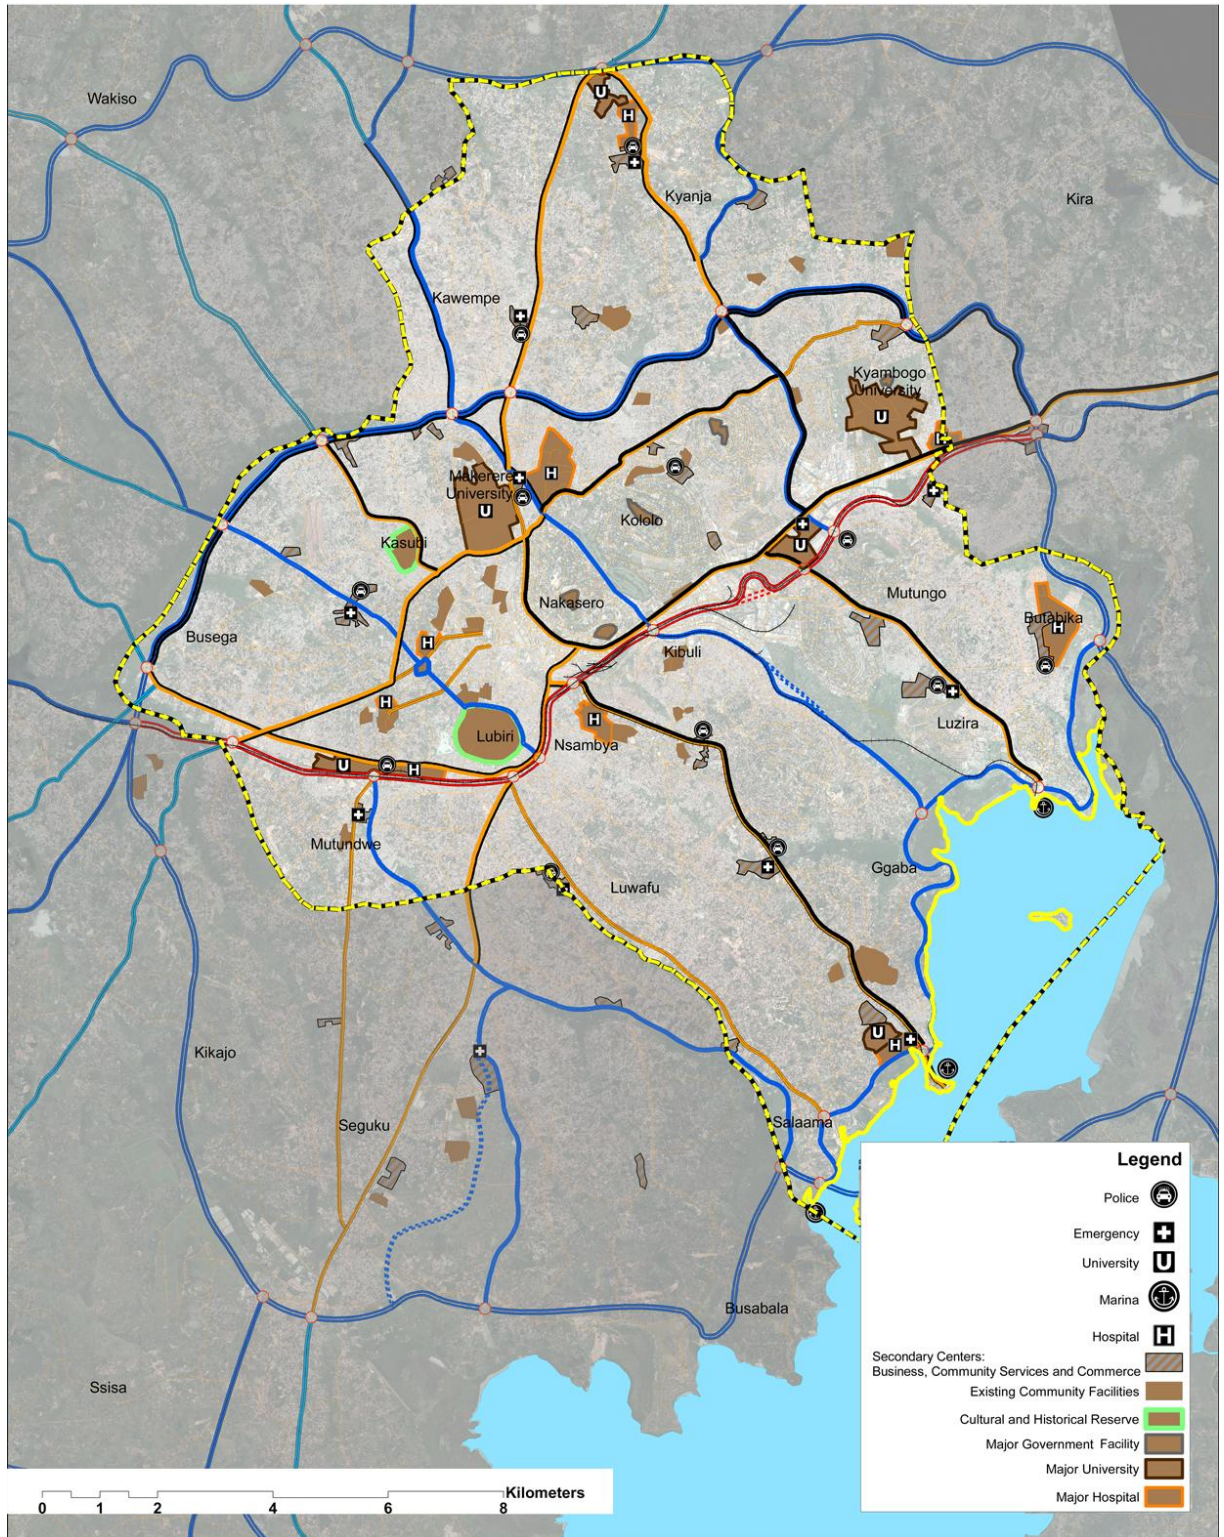 Wakiso
U
H
Kyanja
Kira
Kawempe
Kyambogo
University
U
H
Makerere
University
H
U
Kololo
Kasubi
U
Nakasero
Mutungo
Butabika
H
Busega
H
Kibuli
H
Luzira
Lubiri
H
Nsambya
U
H
Mutundwe
Ggaba
Luwafu
U
H
Kikajo
Seguku
Salaama
Busabala
Ssisa
Legend
Police
Emergency
University
U
Marina
Hospital
H
Secondary Centers:
Business, Community Services and Commerce
Existing Community Facilities
Cultural and Historical Reserve
Major Government Facility
Major University
Major Hospital
Kilometers
0 1 2 4 6 8